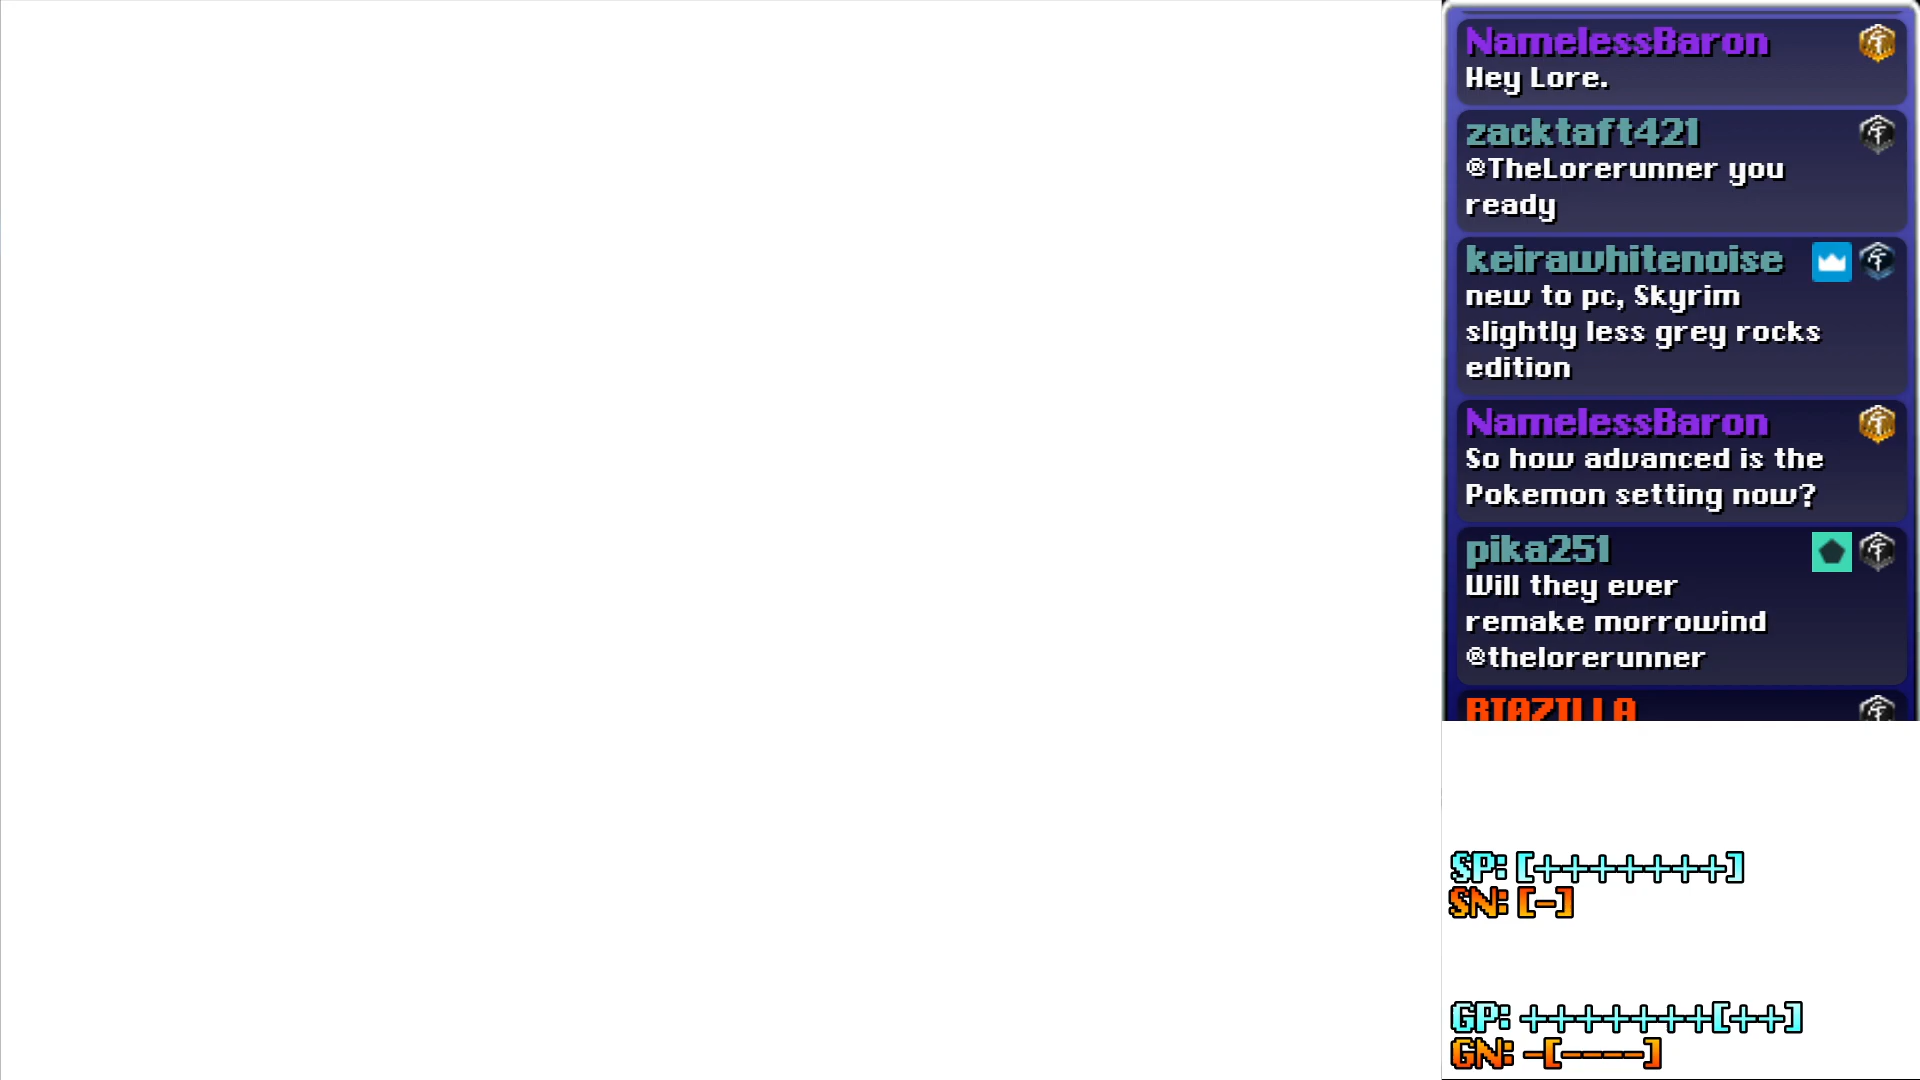 NamelessBaron
Hey Lore.
zacktaft421
@TheLorerunner you
ready
keirawhitenoise
new to pc, Skyrim
slightly less grey rocks
edition
NamelessBaron
So how advanced is the
Pokemon setting now?
pika251
Will they ever
remake morrowind
@thelorerunner
BIAZILLA
SP: [+++++++]
SN: [-]
GP: +++++++[++]
GN: -[----]